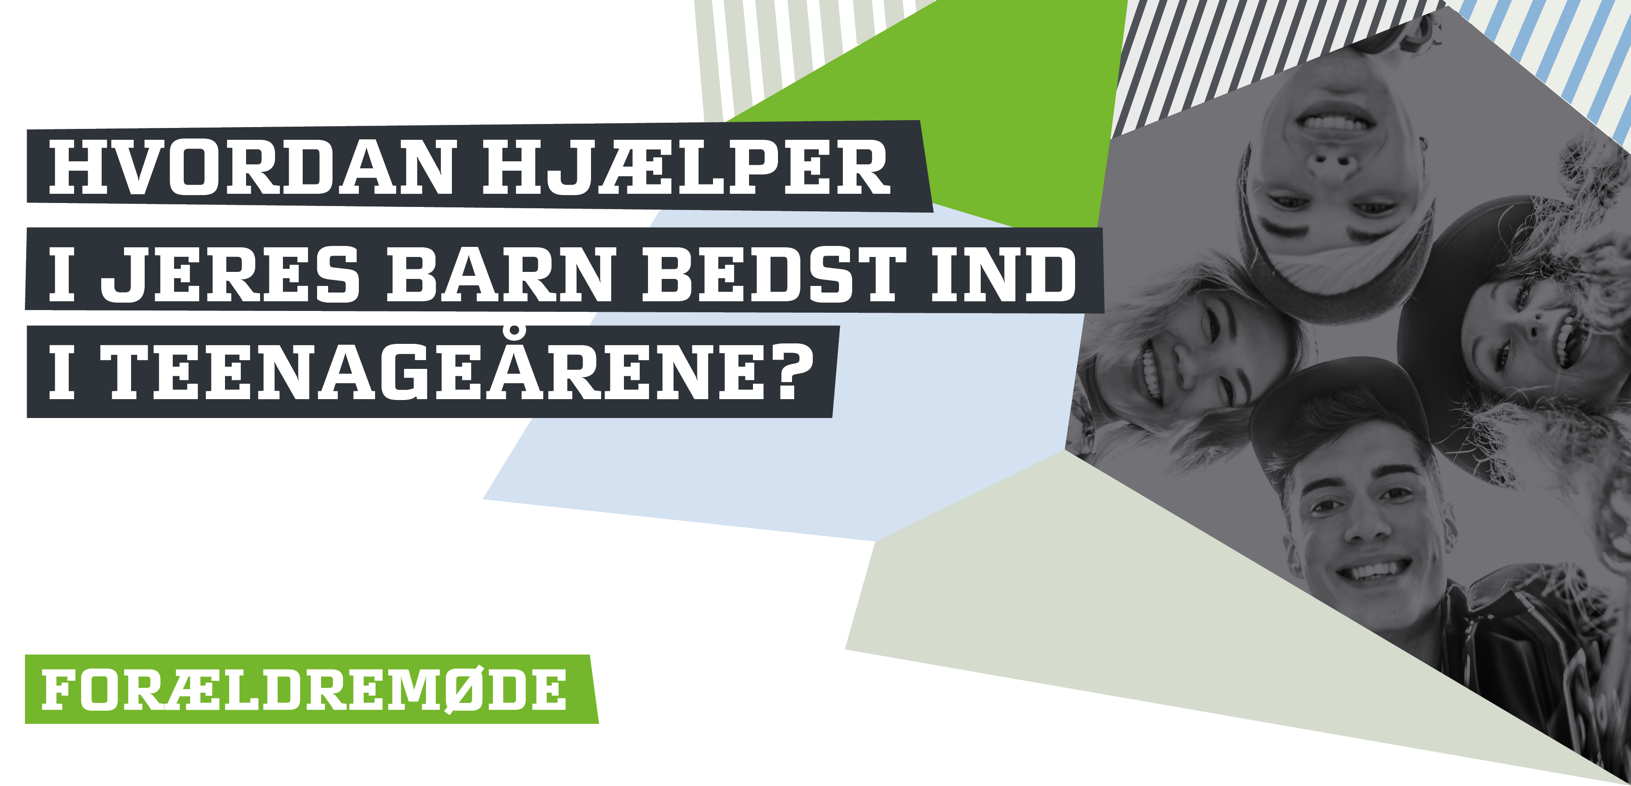 HVORDAN HJÆLPER
I JERES BARN BEDST IND
I TEENAGEÅRENE?
FORÆLDREMØDE